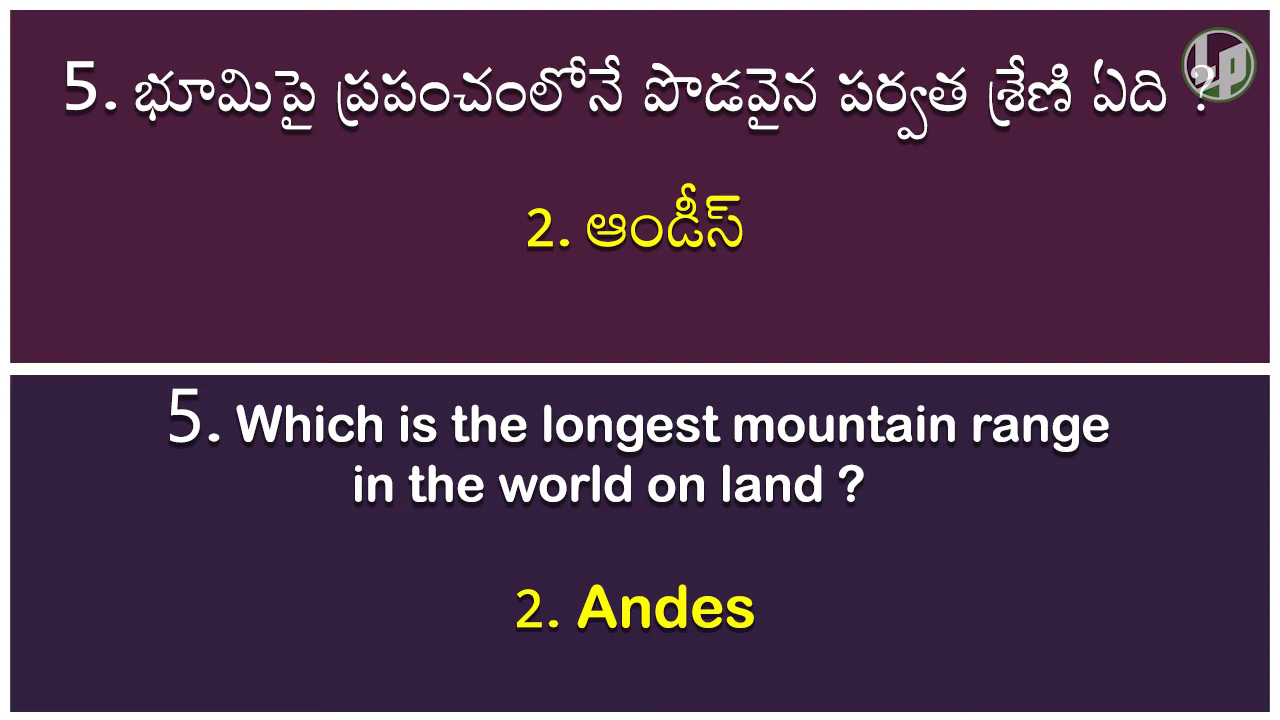 5. భూమిపై ప్రపంచంలోనే పొడవైన పర్వత శ్రేణి ఏది ?
2. ఆండీస్
5. Which is the longest mountain range
in the world on land ?
2. Andes